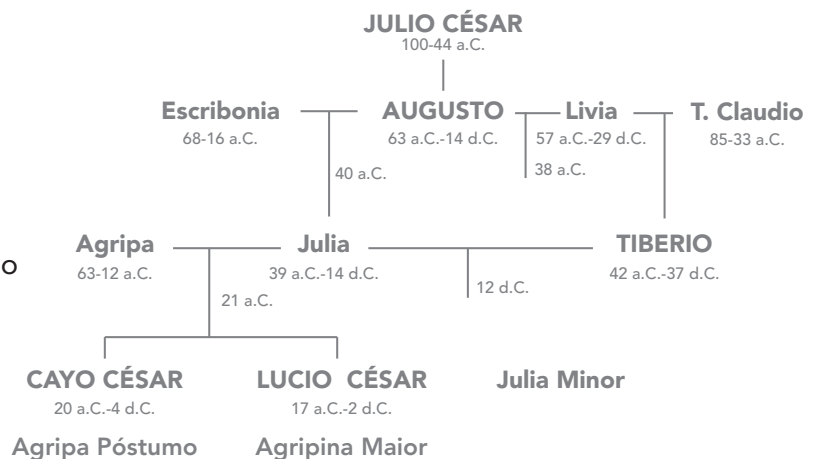 JULIO CÉSAR
100-44 a.C.
Escribonia AUGUSTO Livia T. Claudio
68-16 a.C. 63 a.C.-14 d.C. 57 a.C.-29 d.C. 85-33 a.C.
40 a.C. 38 a.C.
Agripa Julia TIBERIO
o 63-12 a.C. 39 a.C.-14 d.C. 42 a.C.-37 d.C.
21 a.C. 12 d.C.
CAYO CÉSAR LUCIO CÉSAR Julia Minor
20 a.C.-4 d.C. 17 a.C.-2 d.C.
Agripa Póstumo Agripina Maior